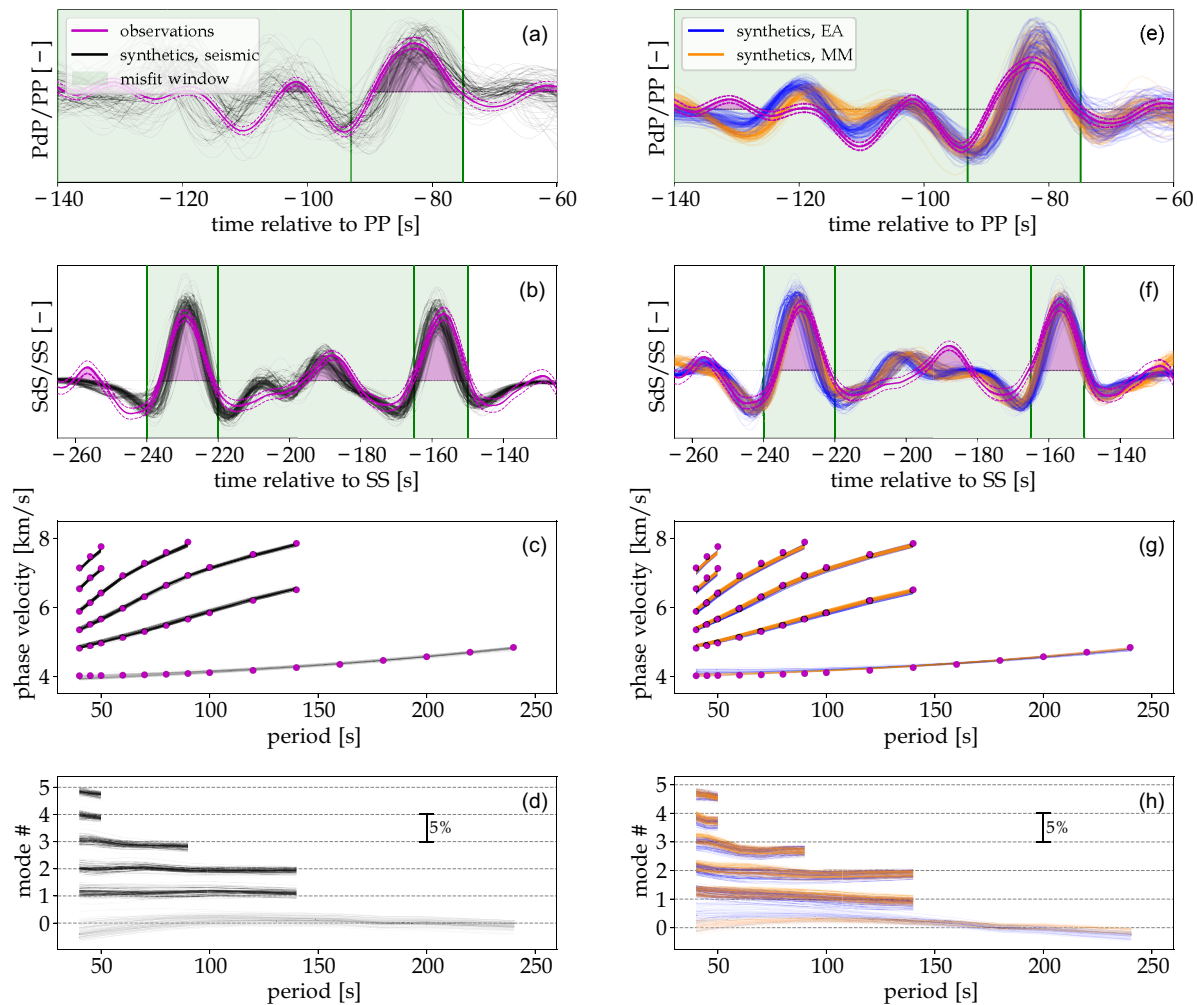 observations
synthetics, seismic
misfit window
(a)
PdP/PP [−]
−140 −120 −100 −80 −60
time relative to PP [s]
synthetics, EA
synthetics, MM
(e)
PdP/PP [−]
−140 −120 −100 −80 −60
time relative to PP [s]
(b)
SdS/SS [−]
−260 −240 −220 −200 −180 −160 −140
time relative to SS [s]
(f)
SdS/SS [−]
−260 −240 −220 −200 −180 −160 −140
time relative to SS [s]
(c)
phase velocity [km/s]
8
6
4
50 100 150 200 250
period [s]
(g)
phase velocity [km/s]
8
6
4
50 100 150 200 250
period [s]
(d)
mode #
5
4
3
2
1
0
5%
50 100 150 200 250
period [s]
(h)
mode #
5
4
3
2
1
0
5%
50 100 150 200 250
period [s]